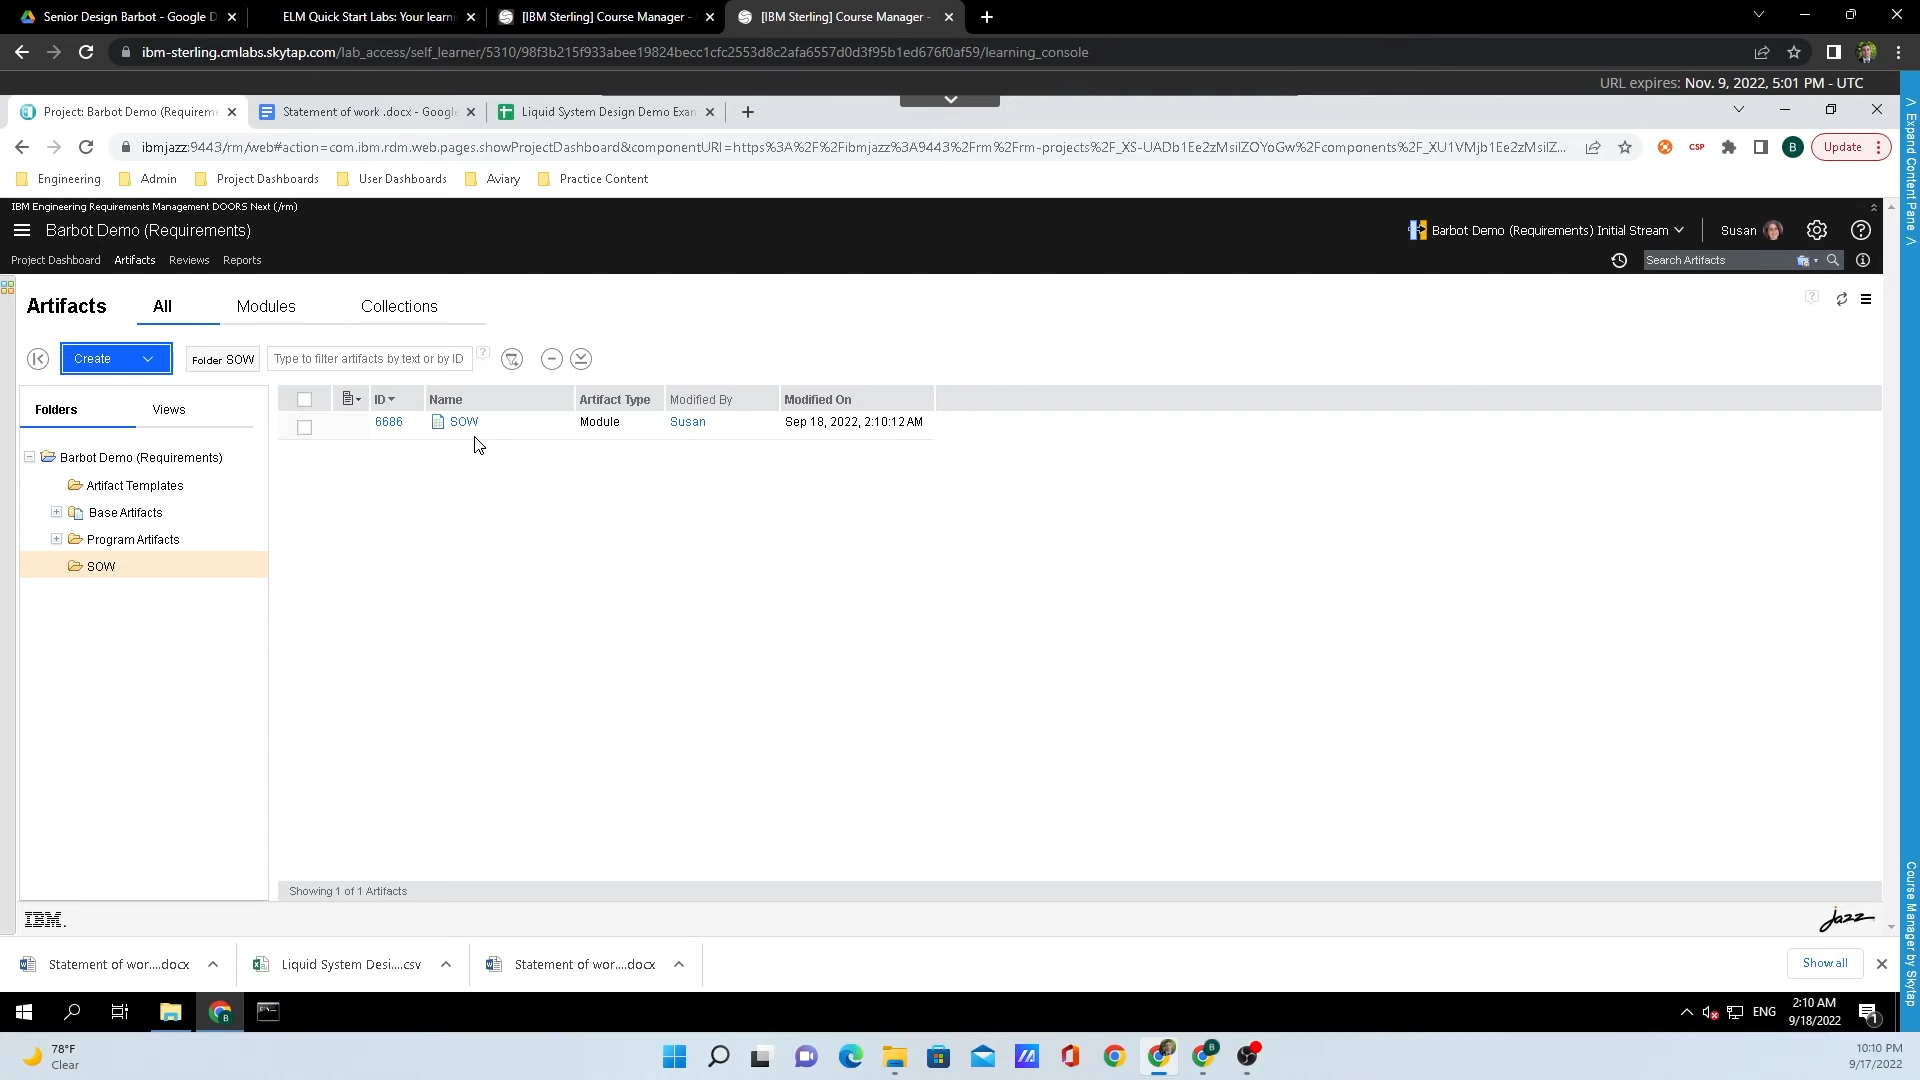 Senior Design Barbot - Google D
ELM Quick Start Labs: Your learni
[IBM Sterling] Course Manager -
[IBM Sterling] Course Manager -
ibm-sterling.cmlabs.skytap.com/lab_access/self_learner/5310/98f3b215f933abee19824becc1cfc2553d8c2afa6557d0d3f95b1ed676f0af59/learning_console
URL expires: Nov. 9, 2022, 5:01 PM - UTC
Project: Barbot Demo (Requirem
Statement of work .docx - Google
Liquid System Design Demo Exam
ibmjazz:9443/rm/web#action=com.ibm.rdm.web.pages.showProjectDashboard&componentURI=https%3A%2F%2Fibmjazz%3A9443%2Frm%2Frm-projects%2F_XS-UADb1Ee2zMsilZOYoGw%2Fcomponents%2F_XU1VMjb1Ee2zMsilZ...
CSP
B
Update
Engineering
Admin
Project Dashboards
User Dashboards
Aviary
Practice Content
< Expand Content Pane <
IBM Engineering Requirements Management DOORS Next (/rm)
Barbot Demo (Requirements)
Barbot Demo (Requirements) Initial Stream
Susan
Project Dashboard
Artifacts
Reviews
Reports
Search Artifacts
Artifacts
All
Modules
Collections
Create
Folder SOW
Type to filter artifacts by text or by ID
Folders
Views
ID
Name
Artifact Type
Modified By
Modified On
6686
SOW
Module
Susan
Sep 18, 2022, 2:10:12 AM
Barbot Demo (Requirements)
Artifact Templates
Base Artifacts
Program Artifacts
SOW
Showing 1 of 1 Artifacts
IBM.
Jazz
Course Manager by Skytap
Statement of wor....docx
Liquid System Desi....csv
Statement of wor....docx
Show all
ENG
2:10 AM
9/18/2022
1
78°F
Clear
10:10 PM
9/17/2022